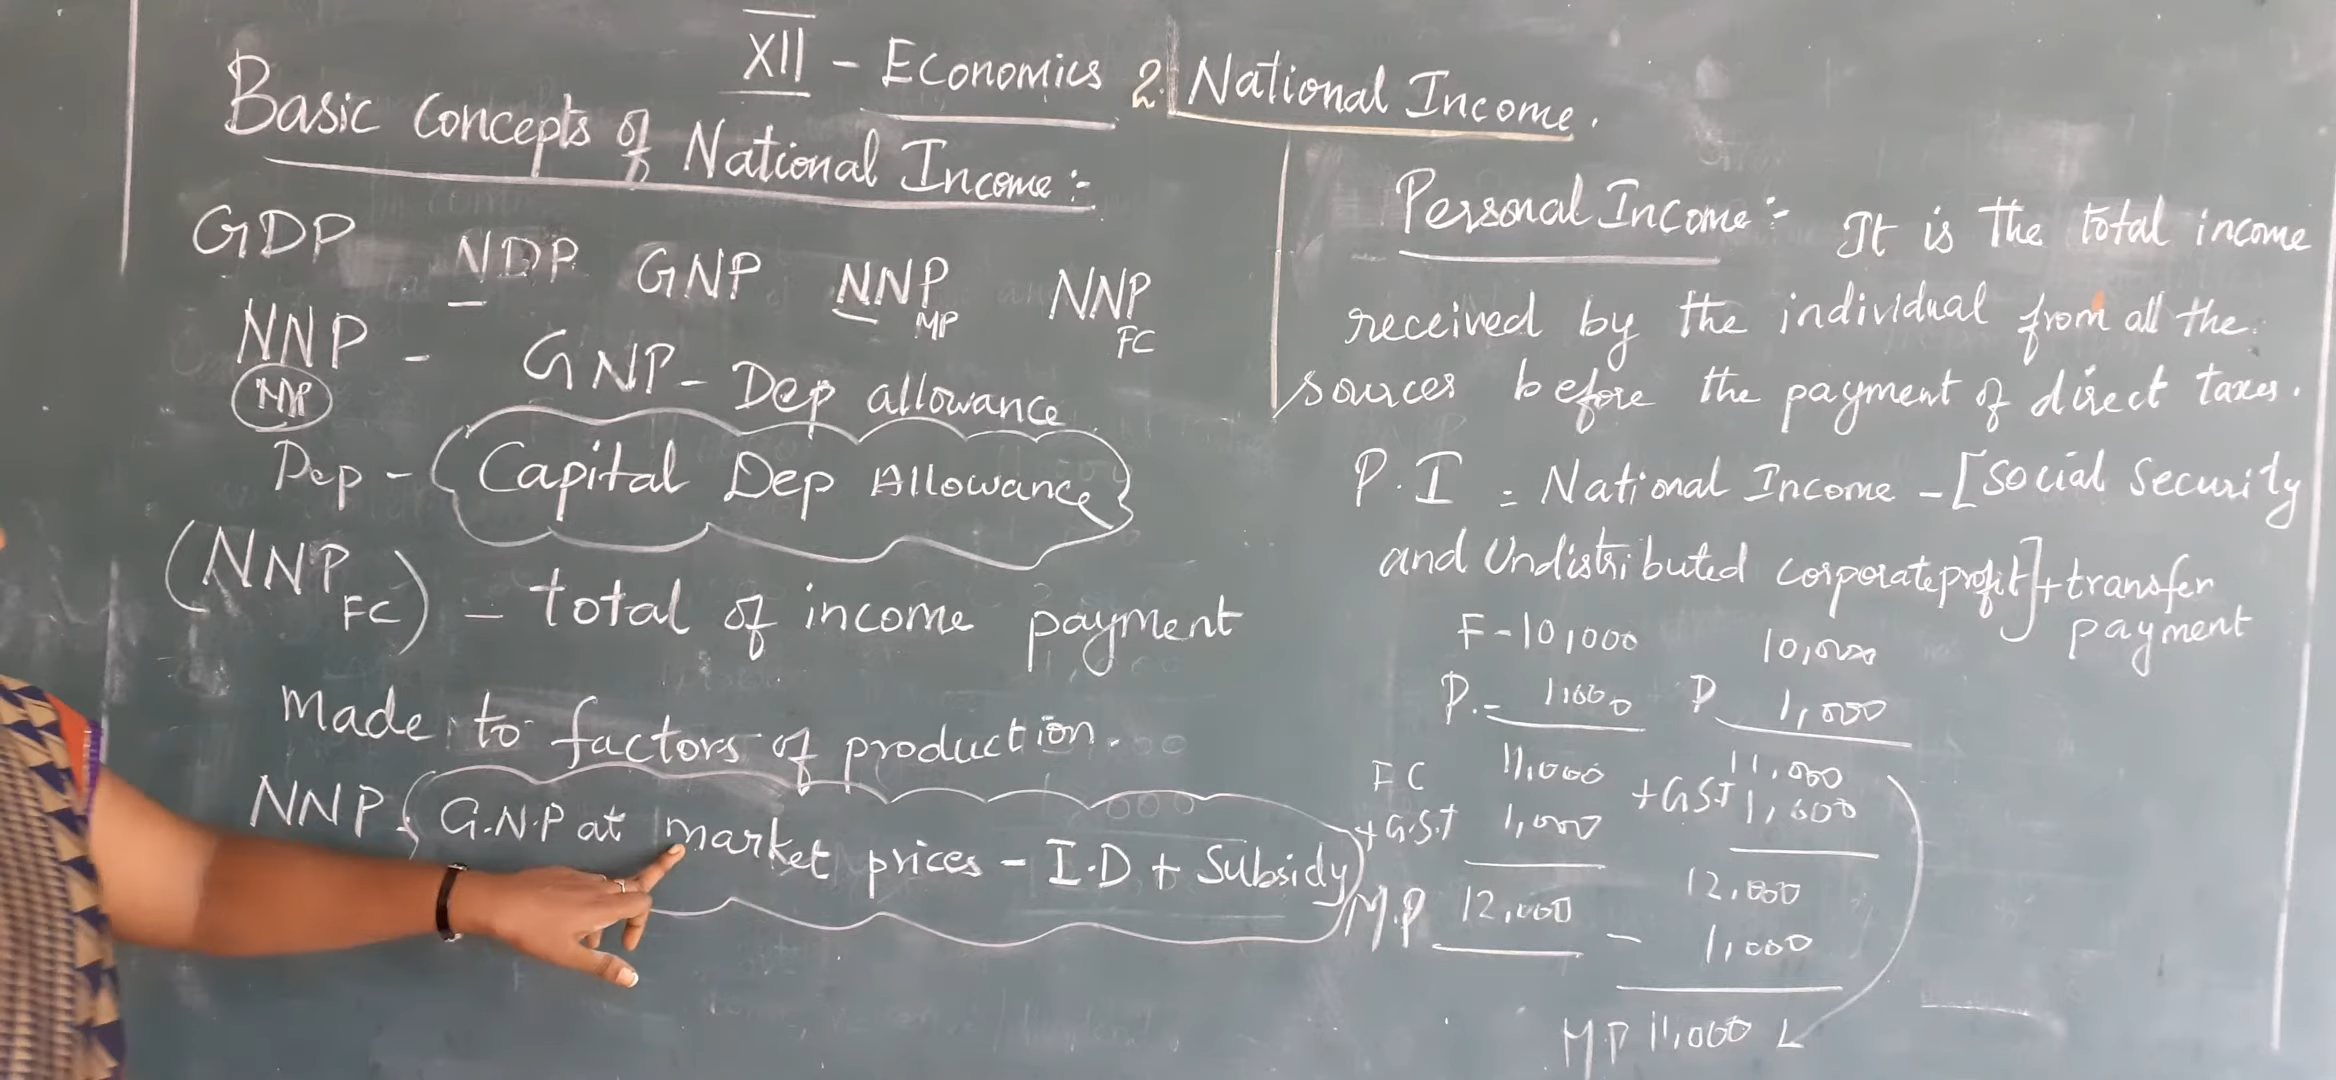 XII - Economics 2. National Income.
Basic Concepts of National Income :-
GDP NDP GNP NNP MP NNP FC
NNP MP - GNP - Dep allowance
Dep - Capital Dep Allowance
(NNP FC) - total of income payment
made to factors of production.
NNP G.N.P at market prices - I.D + Subsidy
Personal Income :- It is the total income
received by the individual from all the
sources before the payment of direct taxes.
P.I = National Income - [Social Security
and Undistributed corporate profit] + transfer
payment
F - 10,000
P. - 1,000
FC 11,000
+ G.S.T 1,000
M.P 12,000
10,000
P 1,000
11,000
+ G.S.T 1,000
12,000
- 1,000
MP 11,000